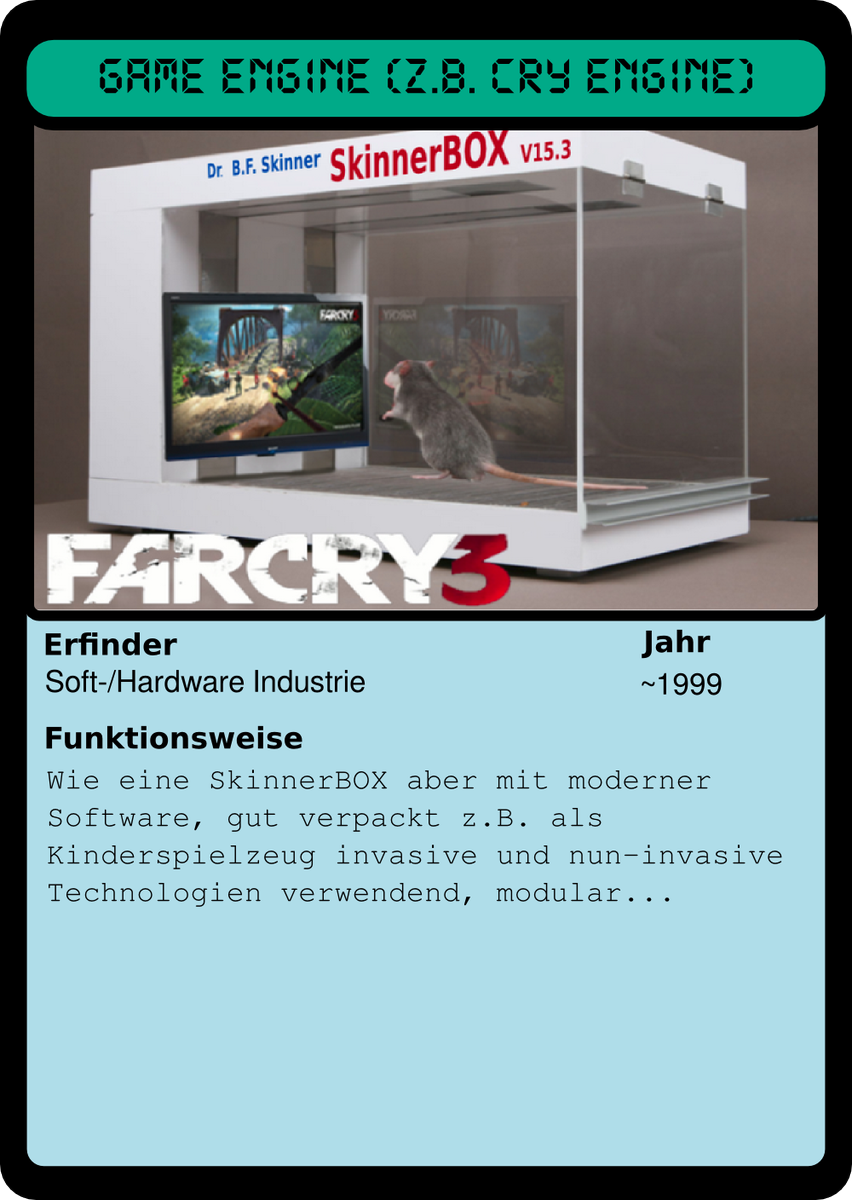 GAME ENGINE (Z.B. CRY ENGINE)
Dr. B.F. Skinner SkinnerBOX V15.3
FARCRY3
FARCRY3
Erfinder Jahr
Soft-/Hardware Industrie ~1999
Funktionsweise
Wie eine SkinnerBOX aber mit moderner
Software, gut verpackt z.B. als
Kinderspielzeug invasive und nun-invasive
Technologien verwendend, modular...